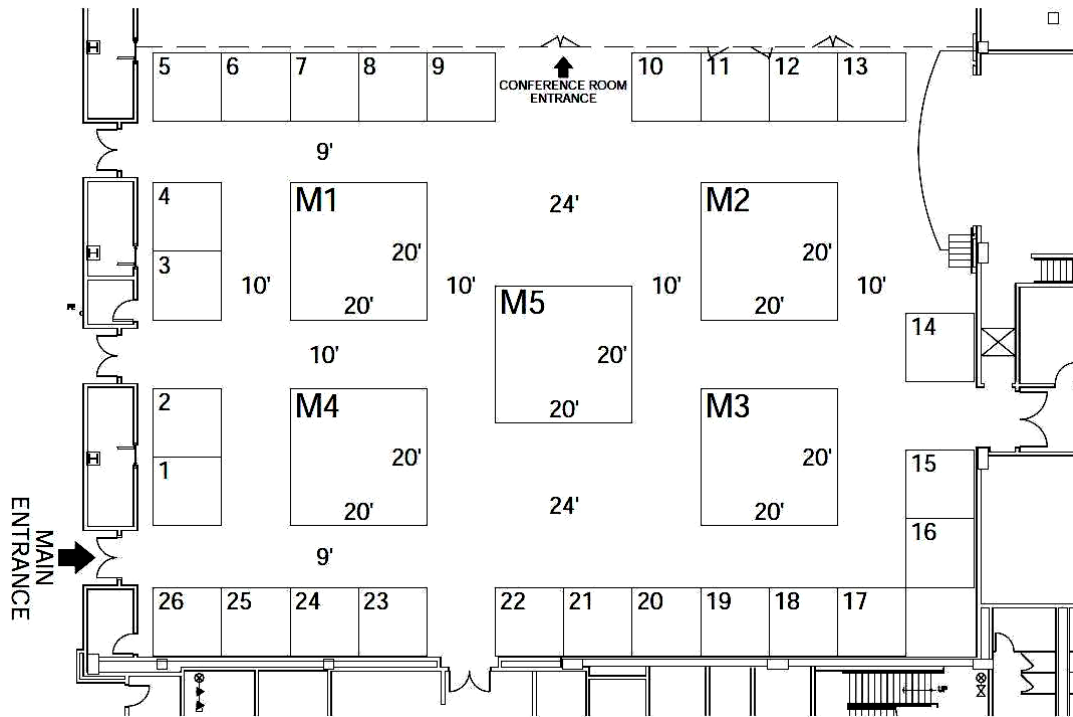 5 6 7 8 9 10 11 12 13
CONFERENCE ROOM
ENTRANCE
9'
4 M1 24' M2
3 20' 20'
10' 10' 10' 10'
M5
20' 20'
14
10' 20'
2 M4 20' M3
1 20' 20' 15
20' 24' 20'
16
MAIN
ENTRANCE
9'
26 25 24 23 22 21 20 19 18 17
UP